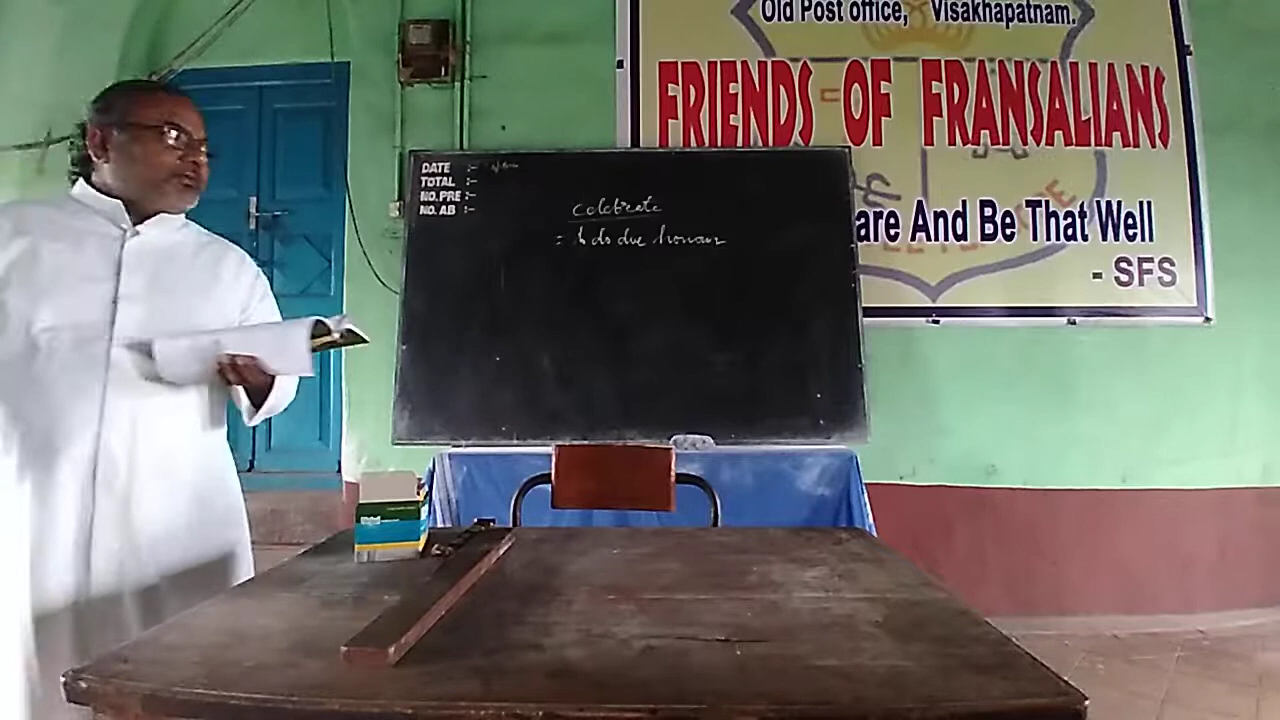 Old Post office, Visakhapatnam.
FRIENDS OF FRANSALIANS
are And Be That Well
- SFS
DATE :-
TOTAL :-
NO.PRE :-
NO. AB :-
celebrate
= to do due honour